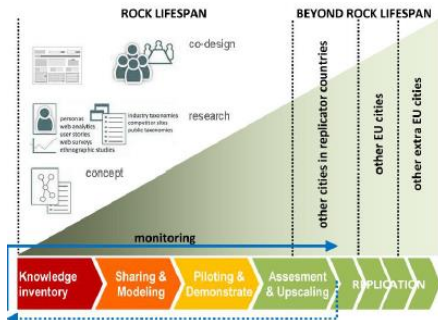 ROCK LIFESPAN
BEYOND ROCK LIFESPAN
co-design
personas
web analytics
user stories
web surveys
ethnographic studies
industry taxonomies
competitor sites
public taxonomies
research
concept
other cities in replicator countries
other EU cities
other extra EU cities
monitoring
Knowledge
inventory
Sharing &
Modeling
Piloting &
Demonstrate
Assesment
& Upscaling
REPLICATION